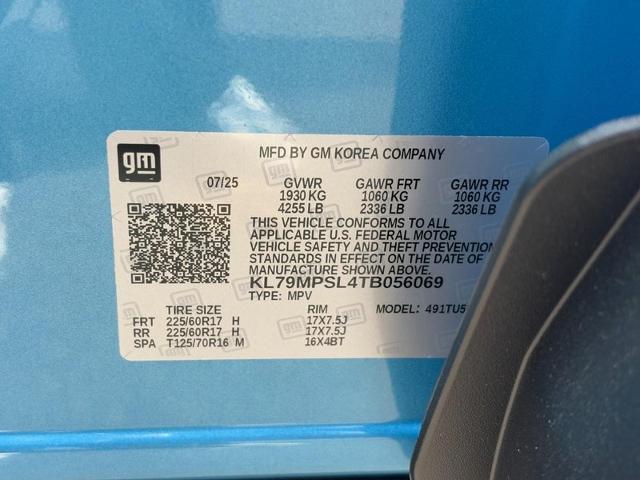 gm
MFD BY GM KOREA COMPANY
07/25 GVWR GAWR FRT GAWR RR
1930 KG 1060 KG 1060 KG
4255 LB 2336 LB 2336 LB
THIS VEHICLE CONFORMS TO ALL
APPLICABLE U.S. FEDERAL MOTOR
VEHICLE SAFETY AND THEFT PREVENTION
STANDARDS IN EFFECT ON THE DATE OF
MANUFACTURE SHOWN ABOVE.
KL79MPSL4TB056069
TYPE: MPV
TIRE SIZE RIM MODEL: 491TU5
FRT 225/60R17 H 17X7.5J
RR 225/60R17 H 17X7.5J
SPA T125/70R16 M 16X4BT